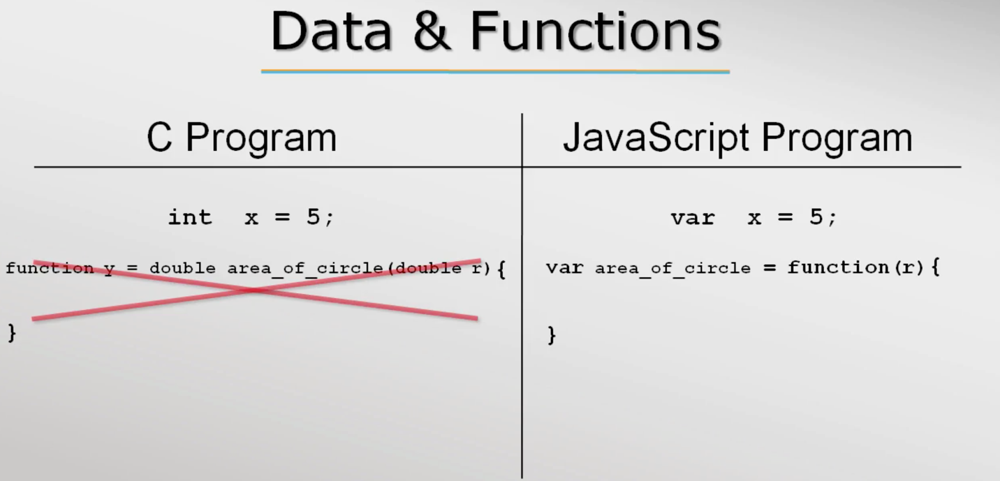 Data & Functions
C Program
JavaScript Program
int  x = 5;
var  x = 5;
function y = double area_of_circle(double r){
var area_of_circle = function(r){
}
}